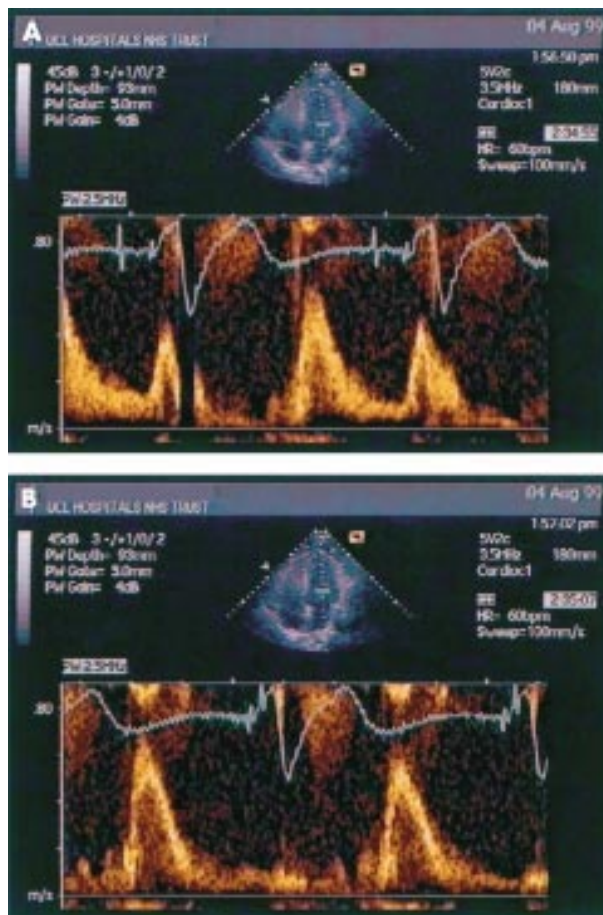 A
04 Aug 99
UCL HOSPITALS NHS TRUST
1:56:50 pm
45dB 3 -/+1/0/2
PW Depth= 93mm
PW Gate= 5.0mm
PW Gain= 4dB
5V2c
3.5MHz 180mm
Cardiac1
HR= 60bpm
Sweep=100mm/s
PW:2.5MHz
.80
m/s
B
04 Aug 99
UCL HOSPITALS NHS TRUST
1:57:02 pm
45dB 3 -/+1/0/2
PW Depth= 93mm
PW Gate= 5.0mm
PW Gain= 4dB
5V2c
3.5MHz 180mm
Cardiac1
2:35:07
HR= 60bpm
Sweep=100mm/s
PW:2.5MHz
.80
m/s